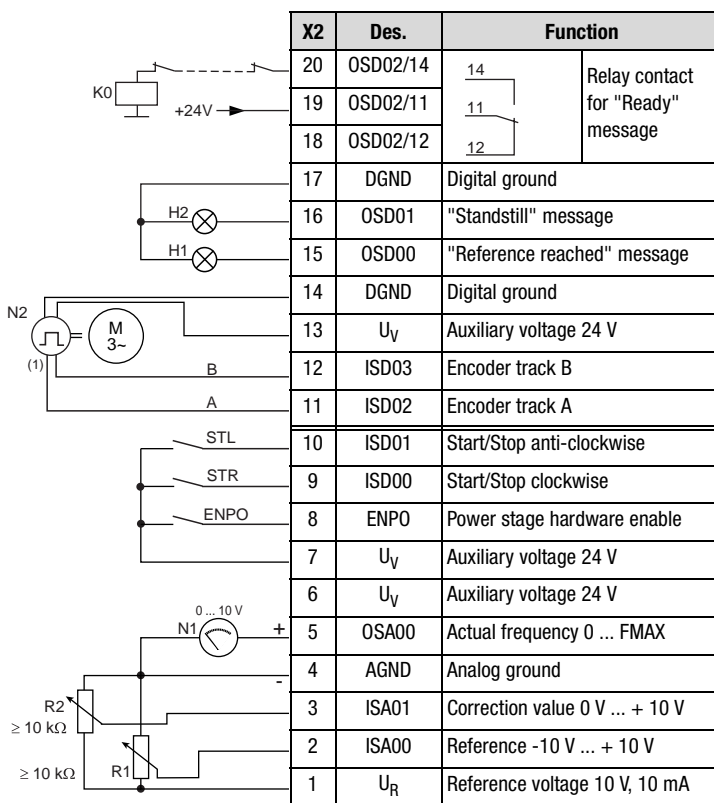 X2 Des. Function
20 OSD02/14 14 Relay contact for "Ready" message
K0
+24V
19 OSD02/11 11
18 OSD02/12 12
17 DGND Digital ground
H2 16 OSD01 "Standstill" message
H1 15 OSD00 "Reference reached" message
14 DGND Digital ground
N2
M
3~
(1)
13 UV Auxiliary voltage 24 V
B 12 ISD03 Encoder track B
A 11 ISD02 Encoder track A
STL 10 ISD01 Start/Stop anti-clockwise
STR 9 ISD00 Start/Stop clockwise
ENPO 8 ENPO Power stage hardware enable
7 UV Auxiliary voltage 24 V
6 UV Auxiliary voltage 24 V
0 ... 10 V
N1 + 5 OSA00 Actual frequency 0 ... FMAX
- 4 AGND Analog ground
R2
≥ 10 kΩ
3 ISA01 Correction value 0 V ... + 10 V
2 ISA00 Reference -10 V ... + 10 V
≥ 10 kΩ R1
1 UR Reference voltage 10 V, 10 mA